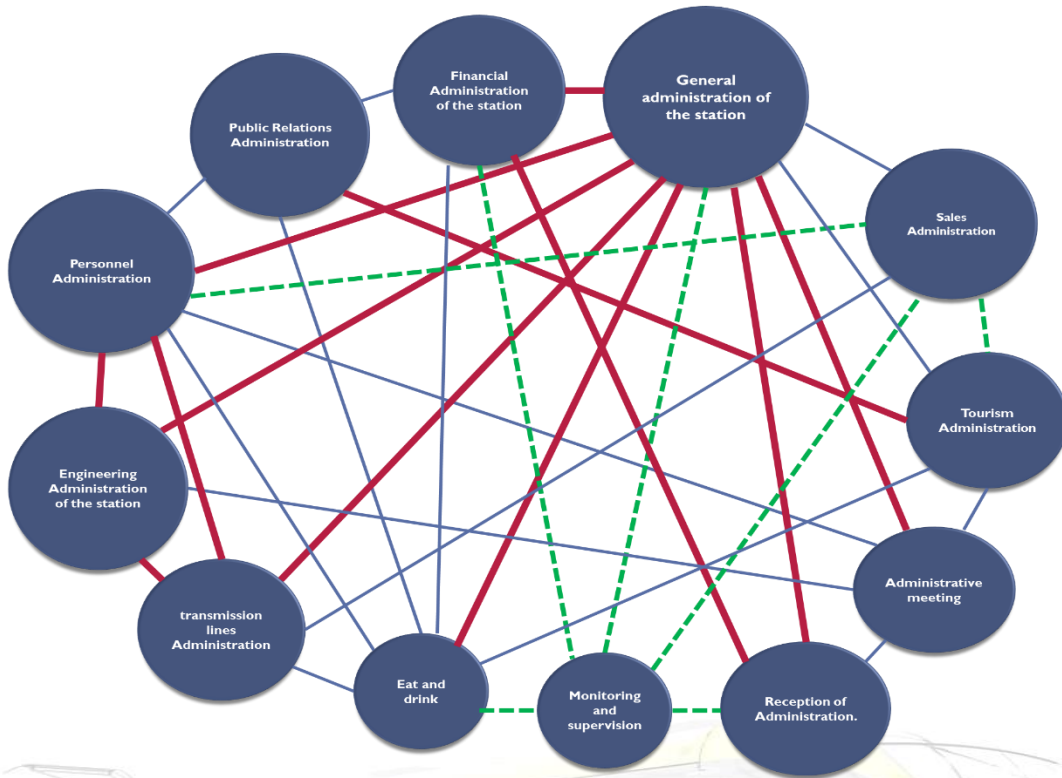 Financial
Administration
of the station
General
administration of
the station
Public Relations
Administration
Sales
Administration
Personnel
Administration
Tourism
Administration
Engineering
Administration
of the station
Administrative
meeting
transmission
lines
Administration
Eat and
drink
Monitoring
and
supervision
Reception of
Administration.